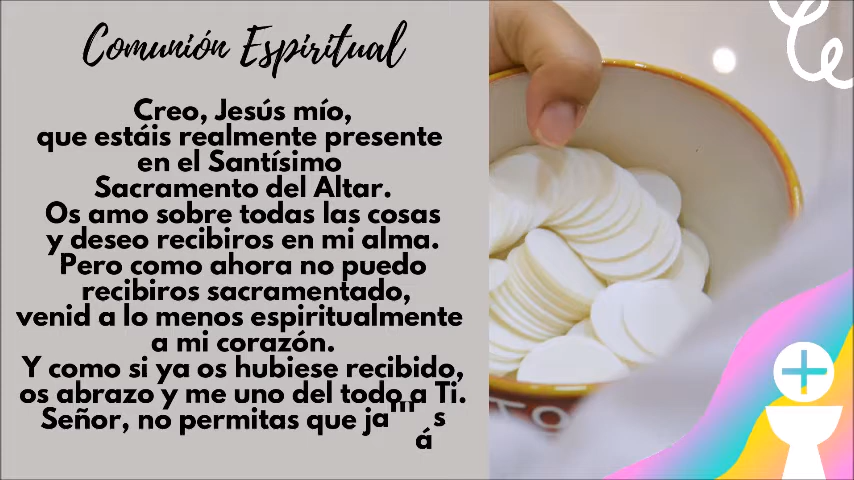 Comunión Espiritual
Creo, Jesús mío,
que estáis realmente presente
en el Santísimo
Sacramento del Altar.
Os amo sobre todas las cosas
y deseo recibiros en mi alma.
Pero como ahora no puedo
recibiros sacramentado,
venid a lo menos espiritualmente
a mi corazón.
Y como si ya os hubiese recibido,
os abrazo y me uno del todo a Ti.
Señor, no permitas que
TO